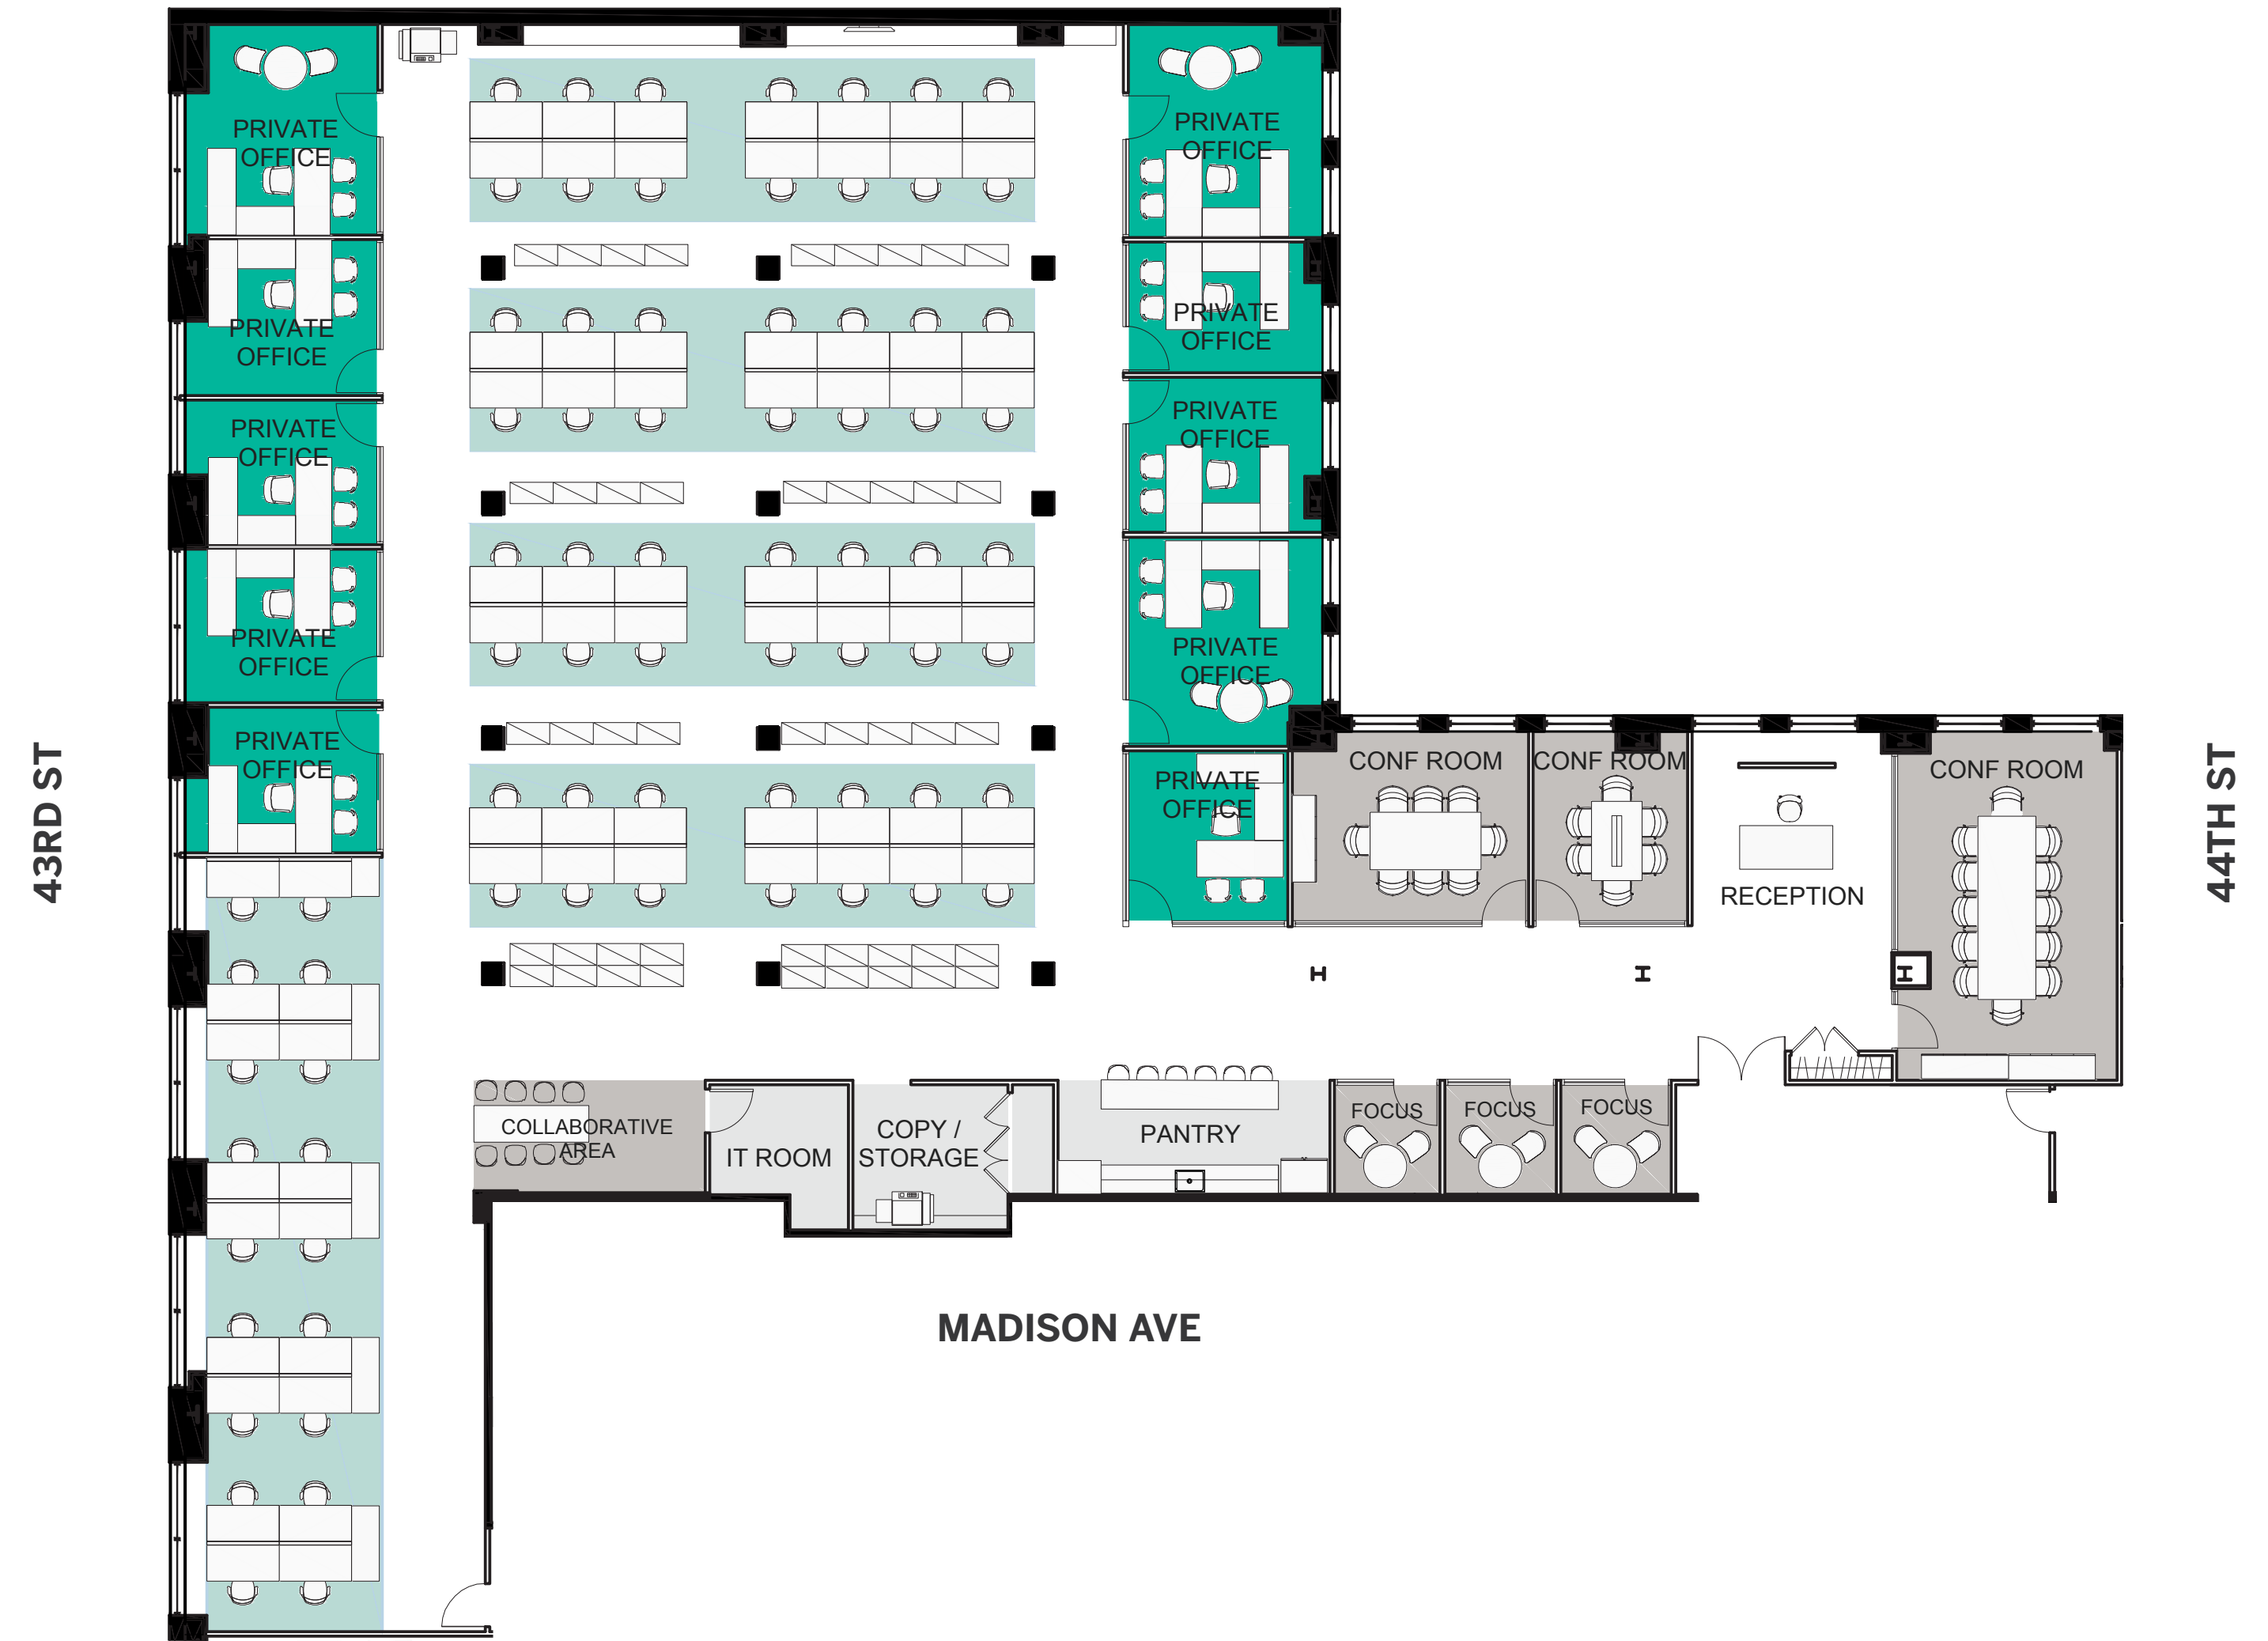 PRIVATE
OFFICE
PRIVATE
OFFICE
PRIVATE
OFFICE
PRIVATE
OFFICE
PRIVATE
OFFICE
PRIVATE
OFFICE
PRIVATE
OFFICE
PRIVATE
OFFICE
PRIVATE
OFFICE
PRIVATE
OFFICE
CONF ROOM
CONF ROOM
CONF ROOM
RECEPTION
43RD ST
44TH ST
COLLABORATIVE
AREA
IT ROOM
COPY /
STORAGE
PANTRY
FOCUS
FOCUS
FOCUS
MADISON AVE